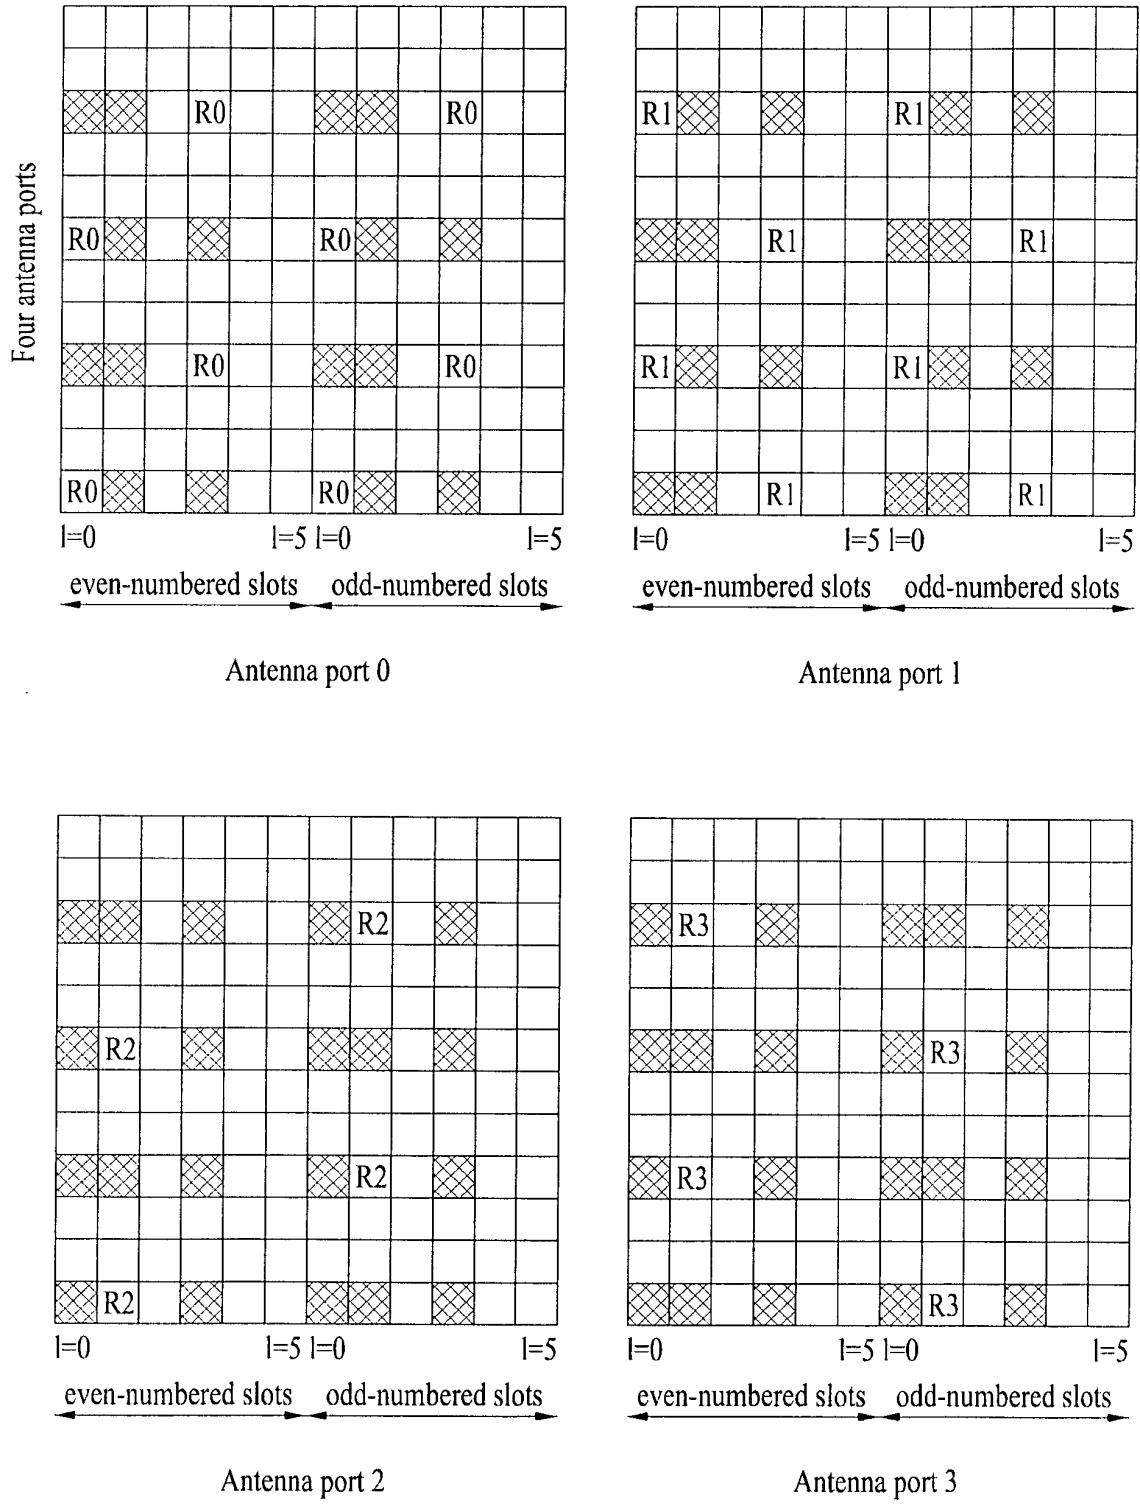 Four antenna ports
R0 R0
R0 R0
R0 R0
R0 R0
l=0 l=5 l=0 l=5
even-numbered slots odd-numbered slots
Antenna port 0
R1 R1
R1 R1
R1 R1
R1 R1
l=0 l=5 l=0 l=5
even-numbered slots odd-numbered slots
Antenna port 1
R2
R2
R2
R2
l=0 l=5 l=0 l=5
even-numbered slots odd-numbered slots
Antenna port 2
R3
R3
R3
R3
l=0 l=5 l=0 l=5
even-numbered slots odd-numbered slots
Antenna port 3